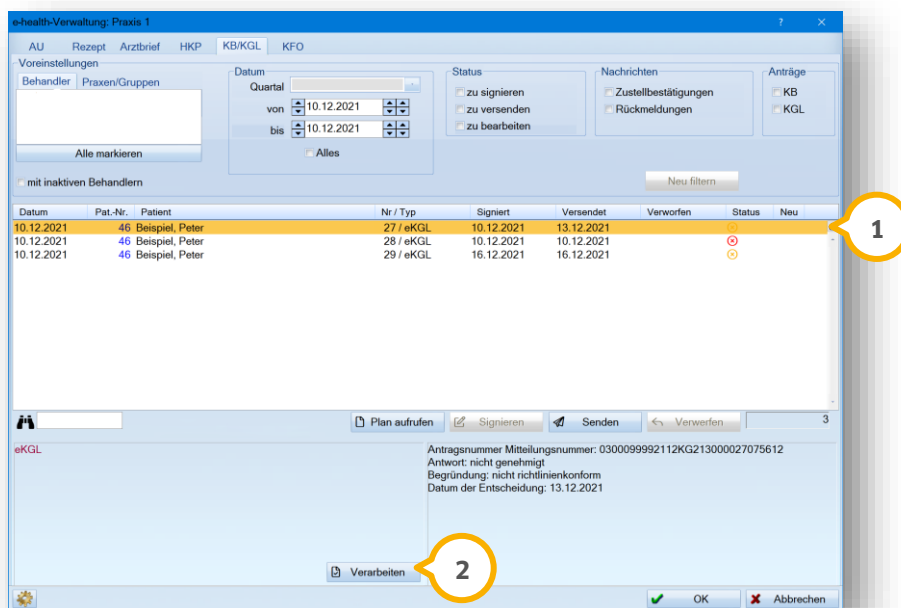 e-health-Verwaltung: Praxis 1
AU Rezept Arztbrief HKP KB/KGL KFO
Voreinstellungen
Behandler Praxen/Gruppen
Alle markieren
mit inaktiven Behandlern
Datum
Quartal
von 10.12.2021
bis 10.12.2021
Alles
Status
zu signieren
zu versenden
zu bearbeiten
Nachrichten
Zustellbestätigungen
Rückmeldungen
Anträge
KB
KGL
Neu filtern
Datum Pat.-Nr. Patient Nr / Typ Signiert Versendet Verworfen Status Neu
10.12.2021 46 Beispiel, Peter 27 / eKGL 10.12.2021 13.12.2021
10.12.2021 46 Beispiel, Peter 28 / eKGL 10.12.2021 10.12.2021
10.12.2021 46 Beispiel, Peter 29 / eKGL 16.12.2021 16.12.2021
1
Plan aufrufen Signieren Senden Verwerfen 3
eKGL
Antragsnummer Mitteilungsnummer: 0300099992112KG213000027075612
Antwort: nicht genehmigt
Begründung: nicht richtlinienkonform
Datum der Entscheidung: 13.12.2021
Verarbeiten
2
OK Abbrechen